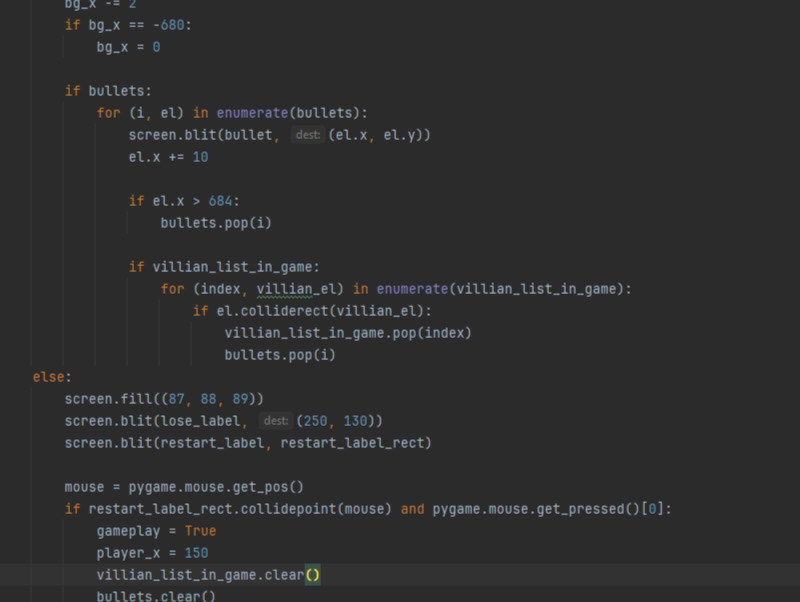 bg_x -= 2
if bg_x == -680:
bg_x = 0
if bullets:
for (i, el) in enumerate(bullets):
screen.blit(bullet, dest: (el.x, el.y))
el.x += 10
if el.x > 684:
bullets.pop(i)
if villian_list_in_game:
for (index, villian_el) in enumerate(villian_list_in_game):
if el.colliderect(villian_el):
villian_list_in_game.pop(index)
bullets.pop(i)
else:
screen.fill((87, 88, 89))
screen.blit(lose_label, dest: (250, 130))
screen.blit(restart_label, restart_label_rect)
mouse = pygame.mouse.get_pos()
if restart_label_rect.collidepoint(mouse) and pygame.mouse.get_pressed()[0]:
gameplay = True
player_x = 150
villian_list_in_game.clear()
bullets.clear()